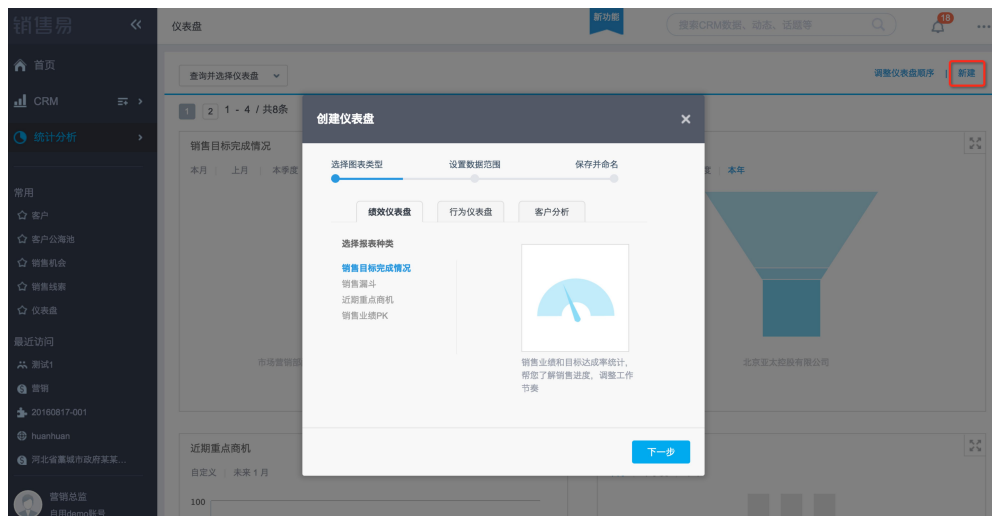 销售易
仪表盘
新功能
搜索CRM数据、动态、话题等
18
首页
CRM
统计分析
常用
客户
客户公海池
销售机会
销售线索
仪表盘
最近访问
测试1
营销
20160817-001
huanhuan
河北省藁城市政府某某...
营销总监
自用demo账号
查询并选择仪表盘
调整仪表盘顺序 | 新建
1 2 1 - 4 / 共8条
销售目标完成情况
本月 上月 本季度
本年
市场营销部
北京亚太控股有限公司
创建仪表盘
选择图表类型 设置数据范围 保存并命名
绩效仪表盘 行为仪表盘 客户分析
选择报表种类
销售目标完成情况
销售漏斗
近期重点商机
销售业绩PK
销售业绩和目标达成率统计,
帮您了解销售进度,调整工作
节奏
下一步
近期重点商机
自定义 未来1月
100